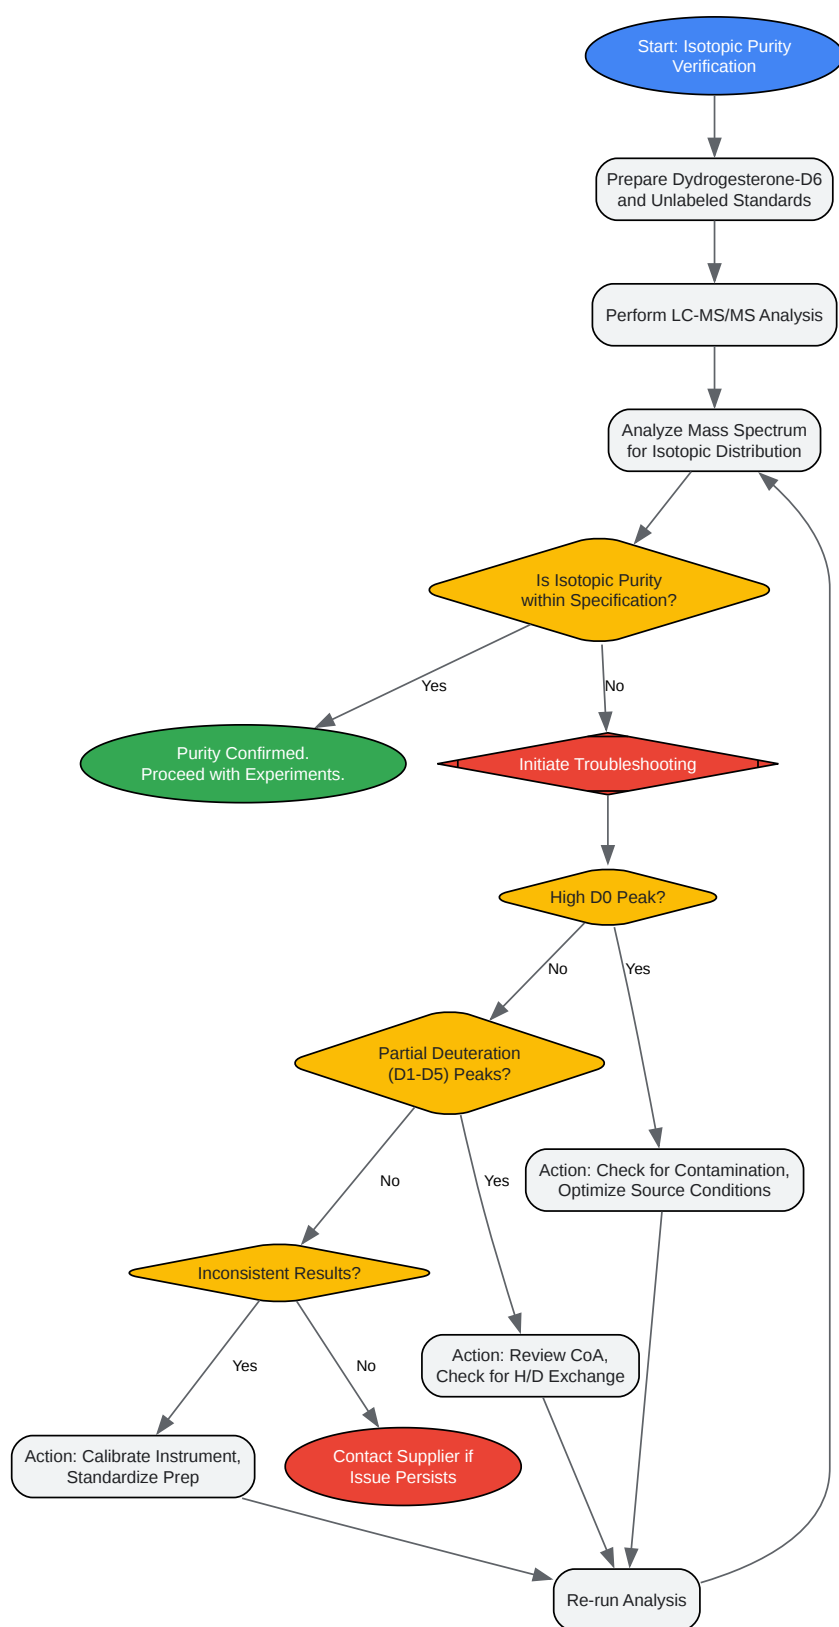 Start: Isotopic Purity
Verification
Prepare Dydrogesterone-D6
and Unlabeled Standards
Perform LC-MS/MS Analysis
Analyze Mass Spectrum
for Isotopic Distribution
Is Isotopic Purity
within Specification?
Yes
No
Purity Confirmed.
Proceed with Experiments.
Initiate Troubleshooting
High D0 Peak?
No
Yes
Partial Deuteration
(D1-D5) Peaks?
Action: Check for Contamination,
Optimize Source Conditions
No
Yes
Inconsistent Results?
Action: Review CoA,
Check for H/D Exchange
Yes
No
Action: Calibrate Instrument,
Standardize Prep
Contact Supplier if
Issue Persists
Re-run Analysis